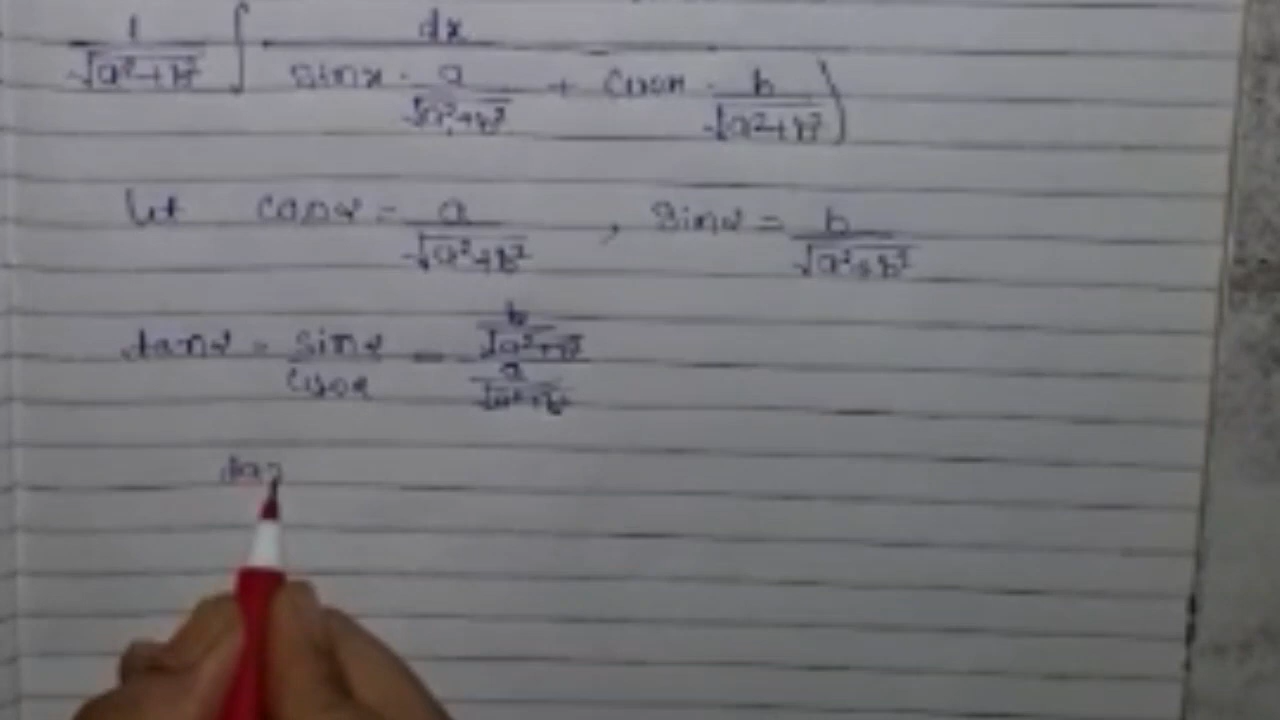 1/√(a²+b²) ∫ dx / (sinx · a/√(a²+b²) + cosx · b/√(a²+b²))
Let cosα = a/√(a²+b²) , sinα = b/√(a²+b²)
tanα = sinα/cosα = (b/√(a²+b²)) / (a/√(a²+b²))
tan